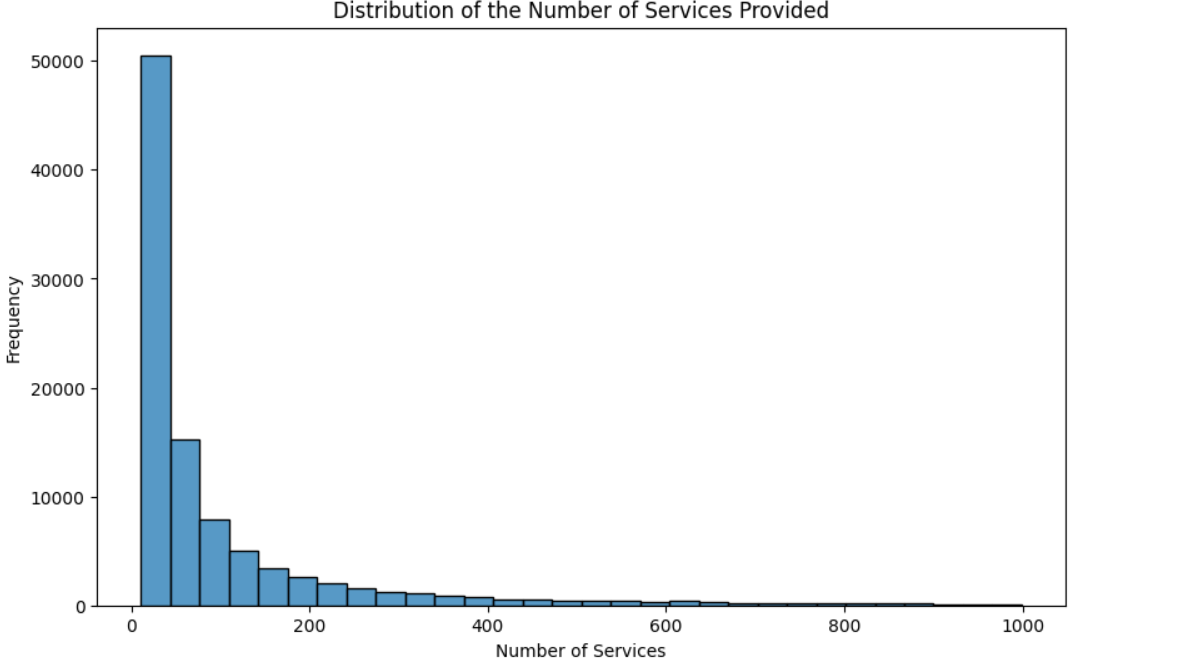 Distribution of the Number of Services Provided
50000
40000
30000
20000
10000
0
Frequency
0 200 400 600 800 1000
Number of Services